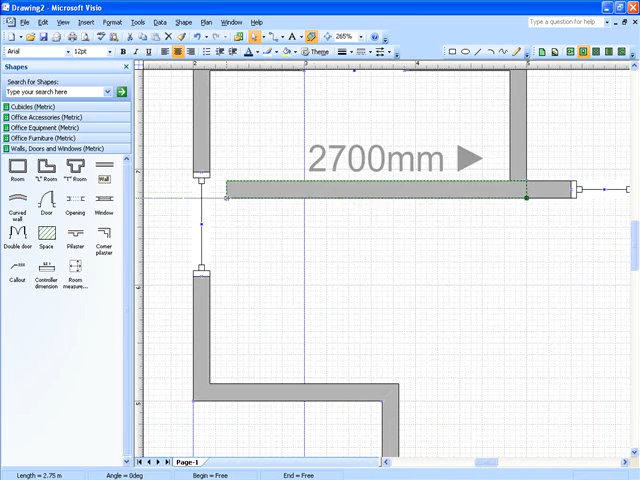 Drawing2 - Microsoft Visio
File Edit View Insert Format Tools Data Shape Plan Window Help
Type a question for help
265%
Arial 12pt. B I U Theme
Shapes
Search for Shapes:
Type your search here
Cubicles (Metric)
Office Accessories (Metric)
Office Equipment (Metric)
Office Furniture (Metric)
Walls, Doors and Windows (Metric)
Room "L" Room "T" Room Wall
Curved wall Door Opening Window
Double door Space Pilaster Corner pilaster
Callout Controller dimension Room measure...
2700mm
Page-1
Length = 2.75 m Angle = 0deg Begin = Free End = Free